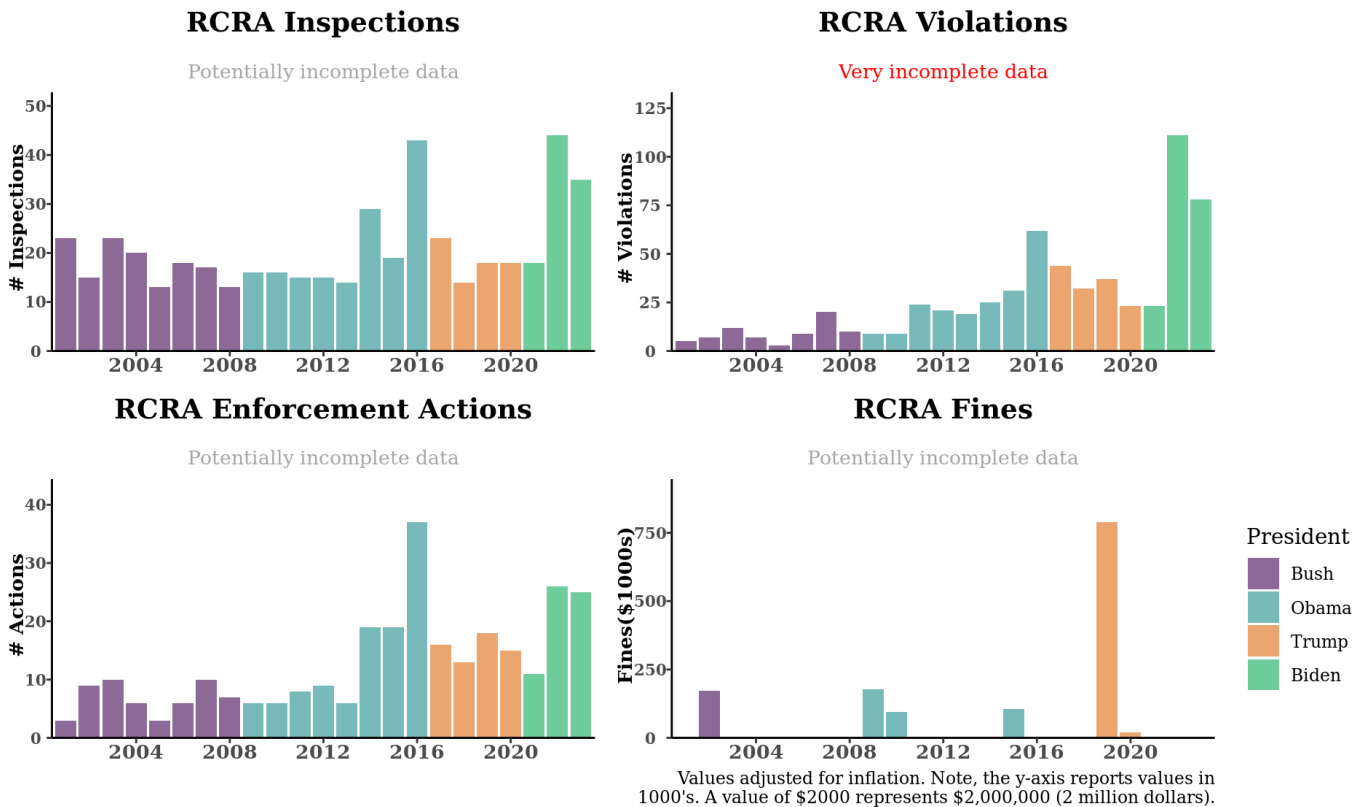 RCRA Inspections
Potentially incomplete data
# Inspections
50
40
30
20
10
0
2004 2008 2012 2016 2020
RCRA Violations
Very incomplete data
# Violations
125
100
75
50
25
0
2004 2008 2012 2016 2020
RCRA Enforcement Actions
Potentially incomplete data
# Actions
40
30
20
10
0
2004 2008 2012 2016 2020
RCRA Fines
Potentially incomplete data
Fines($1000s)
750
500
250
0
2004 2008 2012 2016 2020
President
Bush
Obama
Trump
Biden
Values adjusted for inflation. Note, the y-axis reports values in
1000's. A value of $2000 represents $2,000,000 (2 million dollars).